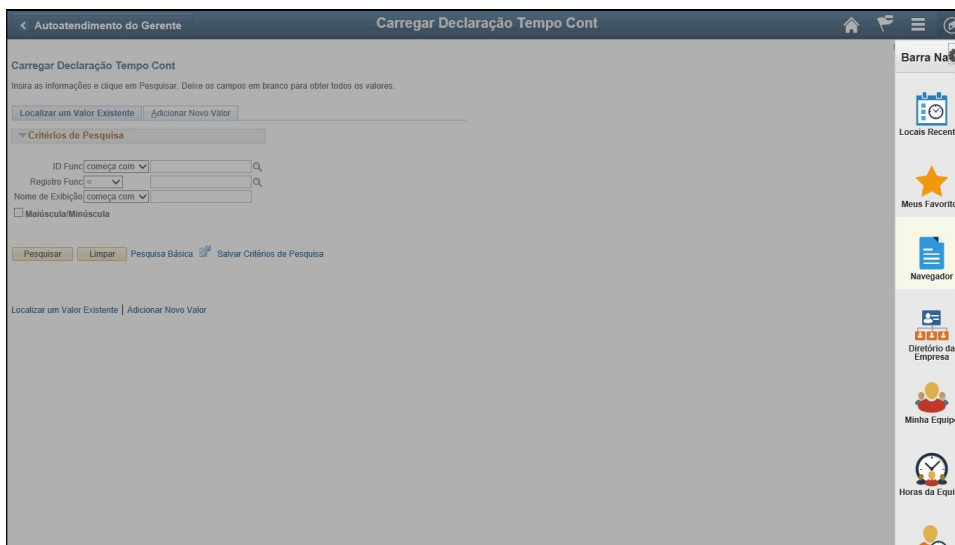 Autoatendimento do Gerente
Carregar Declaração Tempo Cont
Barra Na
Carregar Declaração Tempo Cont
Insira as informações e clique em Pesquisar. Deixe os campos em branco para obter todos os valores.
Localizar um Valor Existente
Adicionar Novo Valor
Critérios de Pesquisa
ID Func começa com
Registro Func =
Nome de Exibição começa com
Maiúscula/Minúscula
Pesquisar Limpar Pesquisa Básica Salvar Critérios de Pesquisa
Localizar um Valor Existente | Adicionar Novo Valor
Locais Recent
Meus Favorito
Navegador
Diretório da
Empresa
Minha Equipe
Horas da Equi